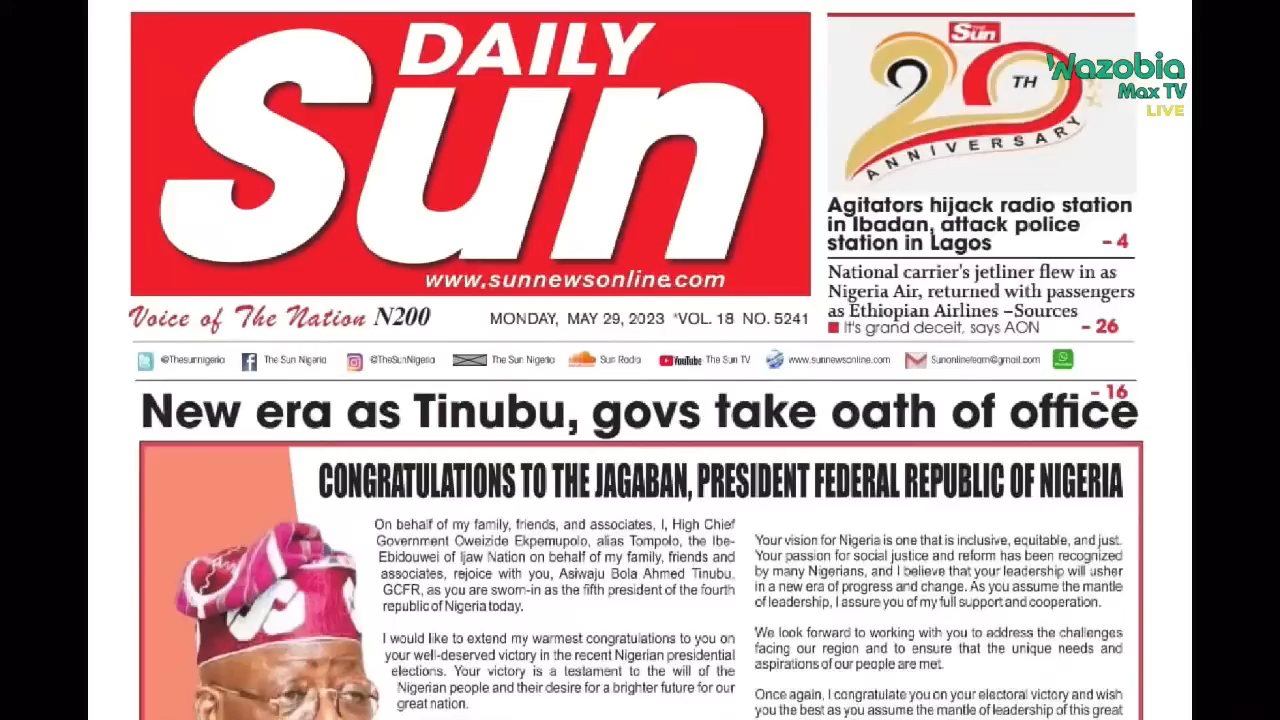 DAILY
Sun
www.sunnewsonline.com
THE
Sun
20TH
ANNIVERSARY
Wazobia
Max TV
LIVE
Agitators hijack radio station
in Ibadan, attack police
station in Lagos – 4
National carrier's jetliner flew in as
Nigeria Air, returned with passengers
as Ethiopian Airlines –Sources
It's grand deceit, says AON – 26
Voice of The Nation N200
MONDAY, MAY 29, 2023 *VOL. 18 NO. 5241
@Thesunnigeria The Sun Nigeria @TheSunNigeria The Sun Nigeria Sun Radio YouTube The Sun TV www.sunnewsonline.com Sunonlineteam@gmail.com
– 16
New era as Tinubu, govs take oath of office
CONGRATULATIONS TO THE JAGABAN, PRESIDENT FEDERAL REPUBLIC OF NIGERIA
On behalf of my family, friends, and associates, I, High Chief
Government Oweizide Ekpemupolo, alias Tompolo, the Ibe-
Ebidouwei of Ijaw Nation on behalf of my family, friends and
associates, rejoice with you, Asiwaju Bola Ahmed Tinubu,
GCFR, as you are sworn-in as the fifth president of the fourth
republic of Nigeria today.
I would like to extend my warmest congratulations to you on
your well-deserved victory in the recent Nigerian presidential
elections. Your victory is a testament to the will of the
Nigerian people and their desire for a brighter future for our
great nation.
Your vision for Nigeria is one that is inclusive, equitable, and just.
Your passion for social justice and reform has been recognized
by many Nigerians, and I believe that your leadership will usher
in a new era of progress and change. As you assume the mantle
of leadership, I assure you of my full support and cooperation.
We look forward to working with you to address the challenges
facing our region and to ensure that the unique needs and
aspirations of our people are met.
Once again, I congratulate you on your electoral victory and wish
you the best as you assume the mantle of leadership of this great